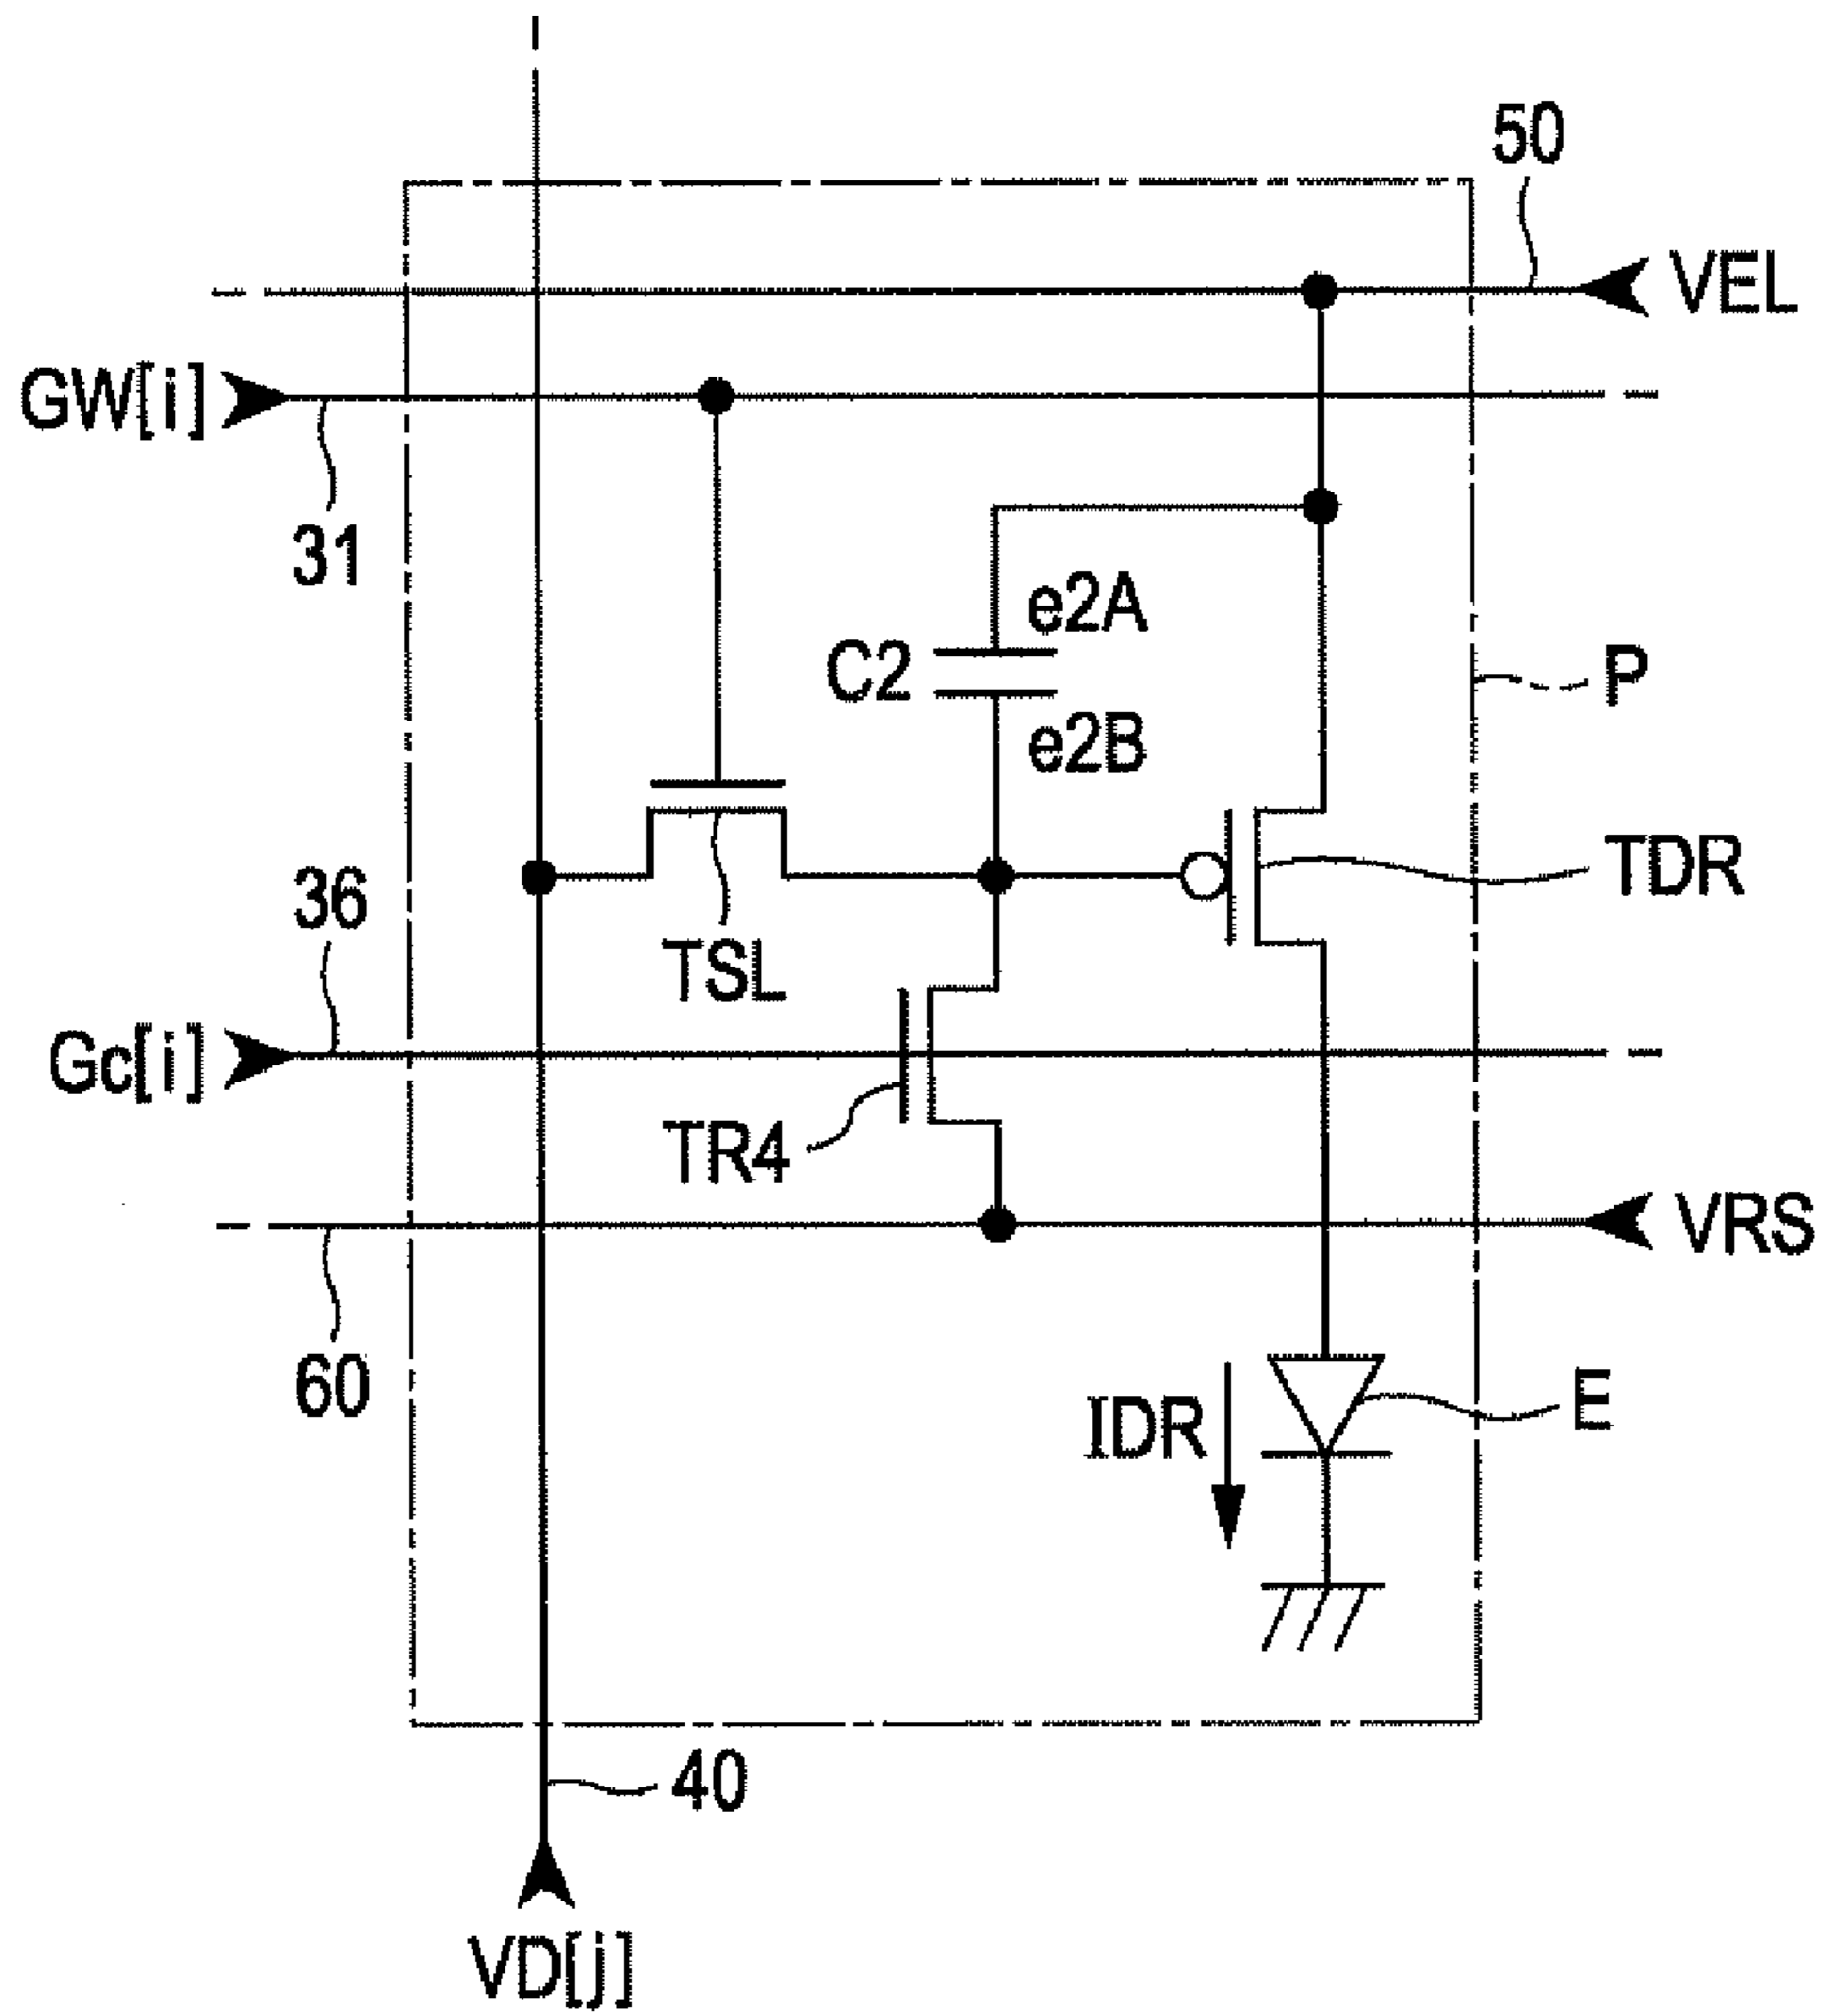 50
VEL
GW[i]
31
e2A
C2
P
e2B
TDR
36
TSL
Gc[i]
TR4
VRS
60
E
IDR
40
VD[j]